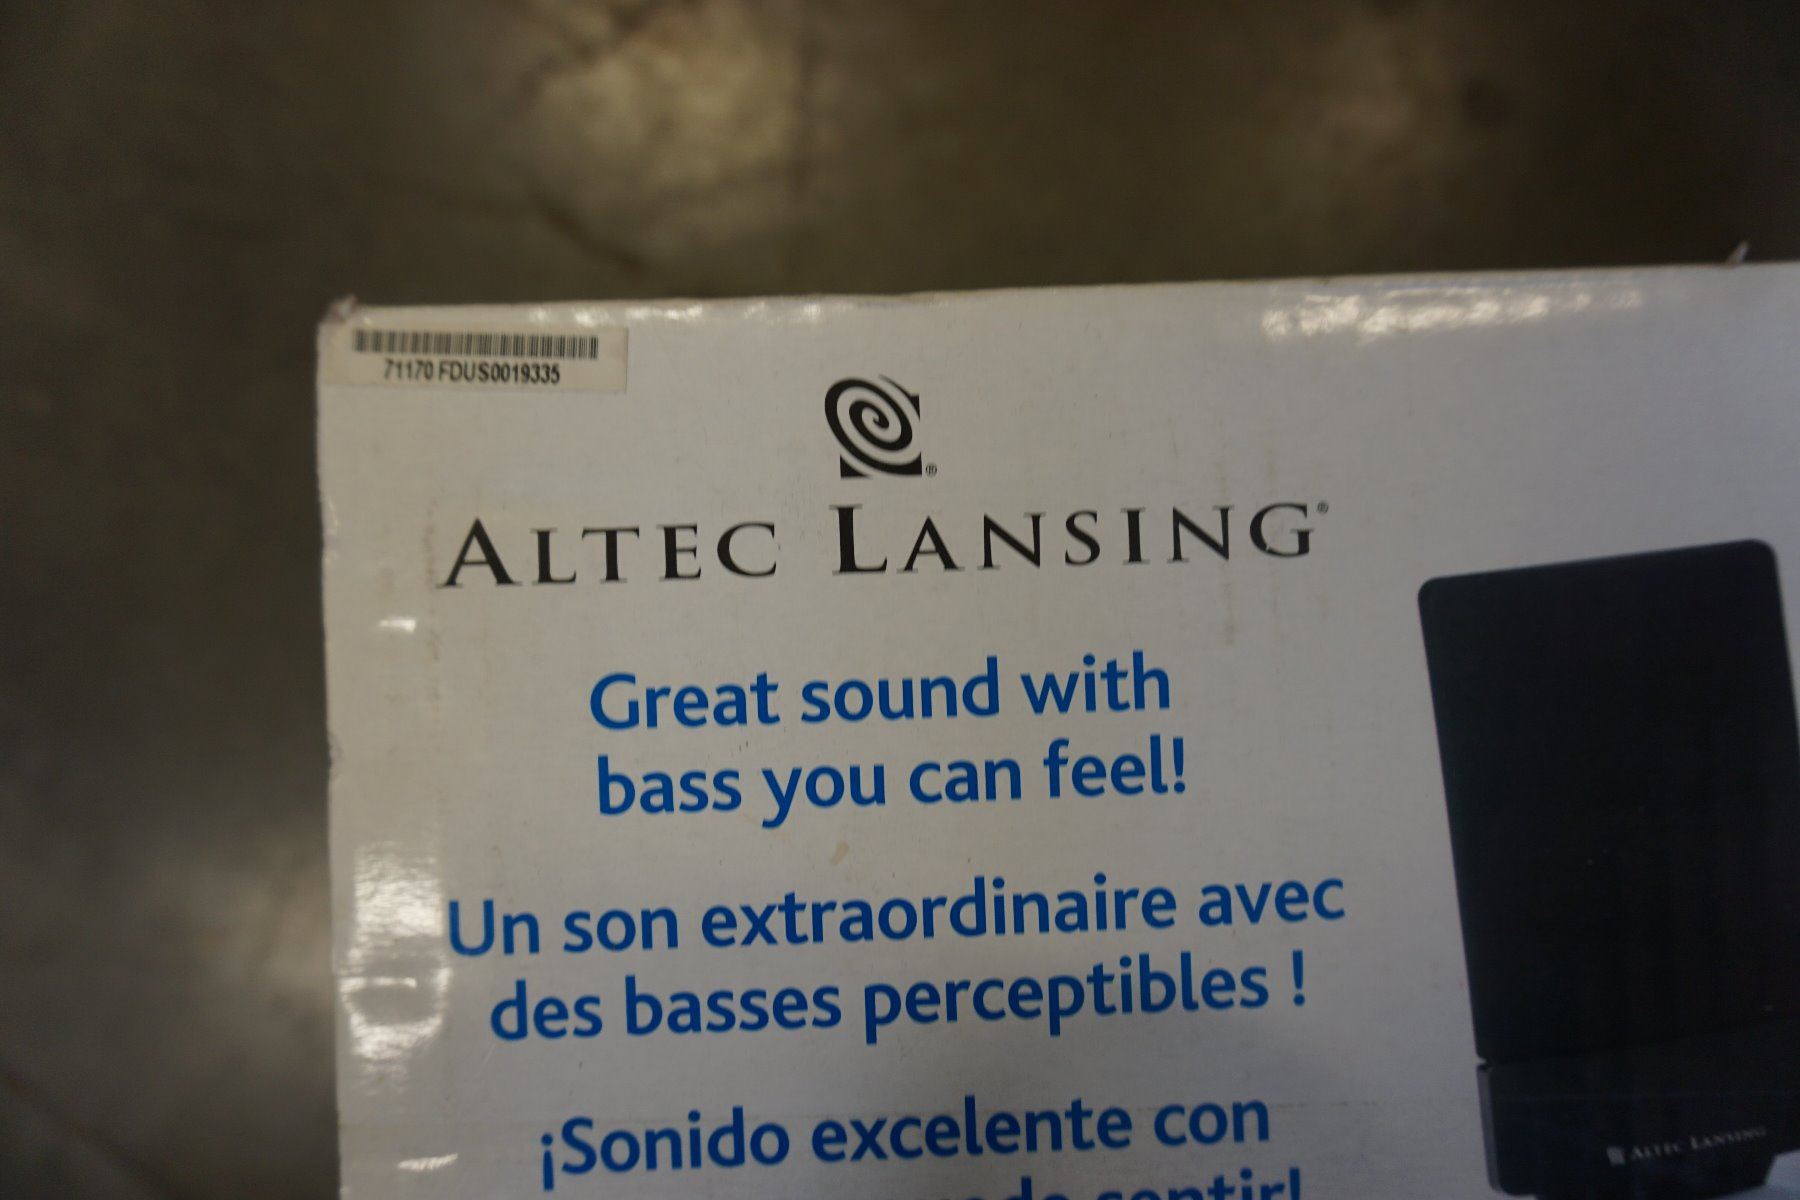 71170 FDUS0019335
®
ALTEC LANSING®
Great sound with
bass you can feel!
Un son extraordinaire avec
des basses perceptibles !
¡Sonido excelente con
sentir!
ALTEC LANSING